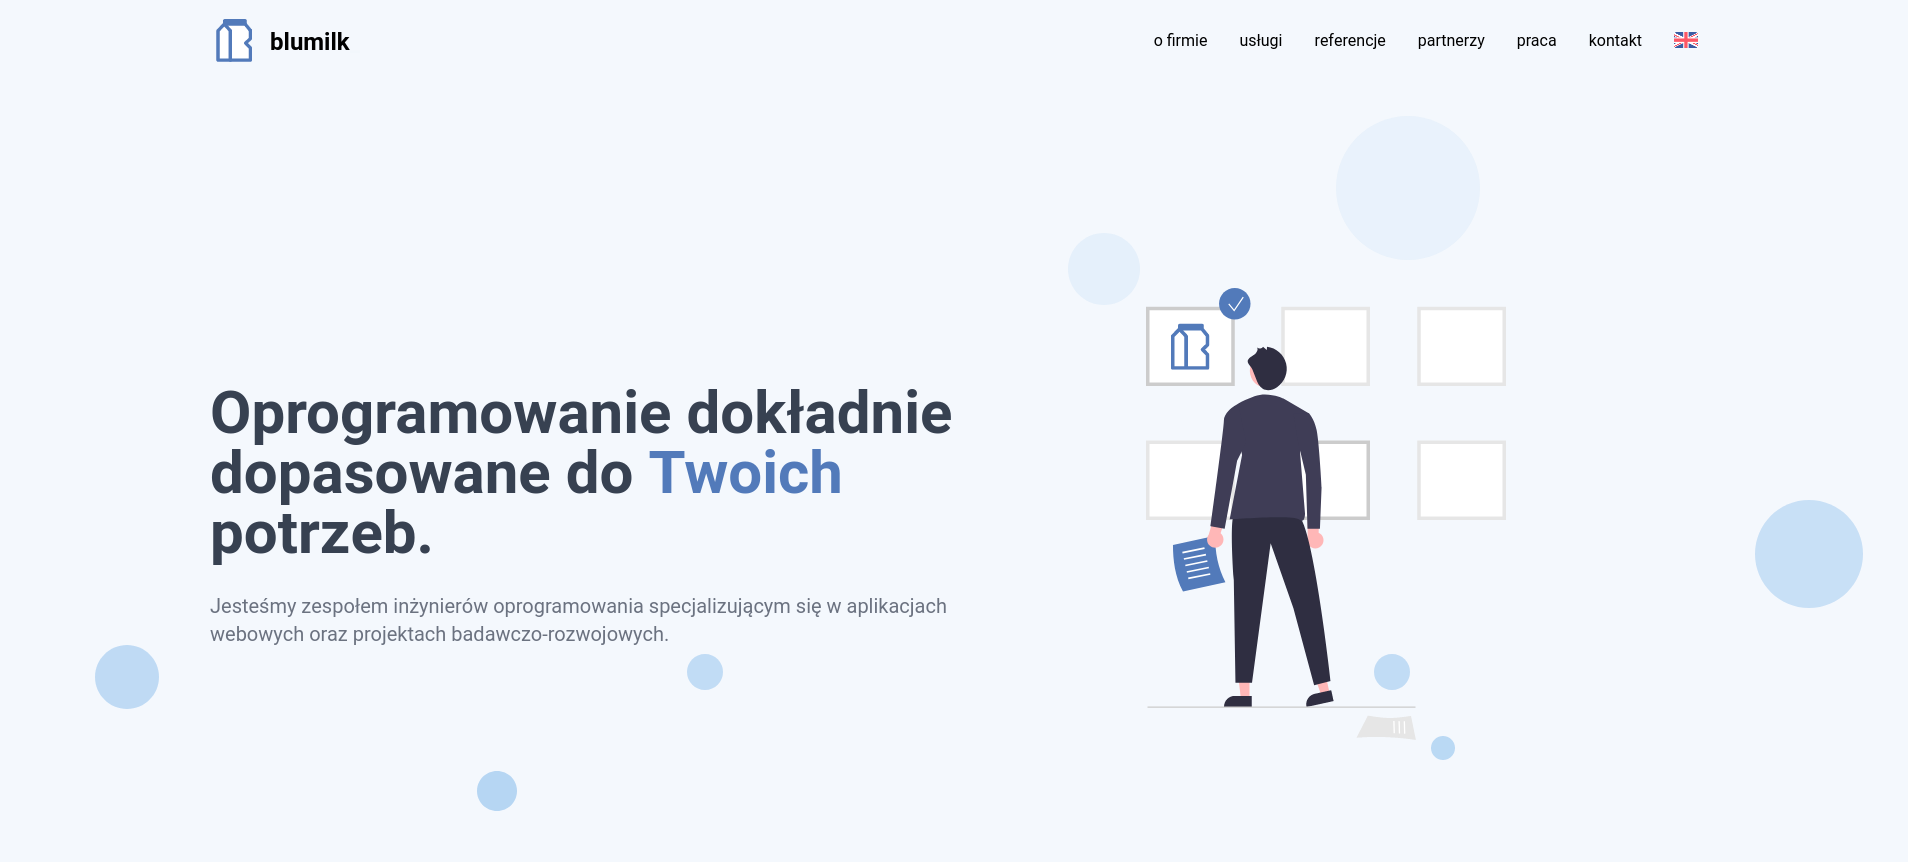 blumilk
o firmie usługi referencje partnerzy praca kontakt
Oprogramowanie dokładnie
dopasowane do Twoich
potrzeb.
Jesteśmy zespołem inżynierów oprogramowania specjalizującym się w aplikacjach
webowych oraz projektach badawczo-rozwojowych.